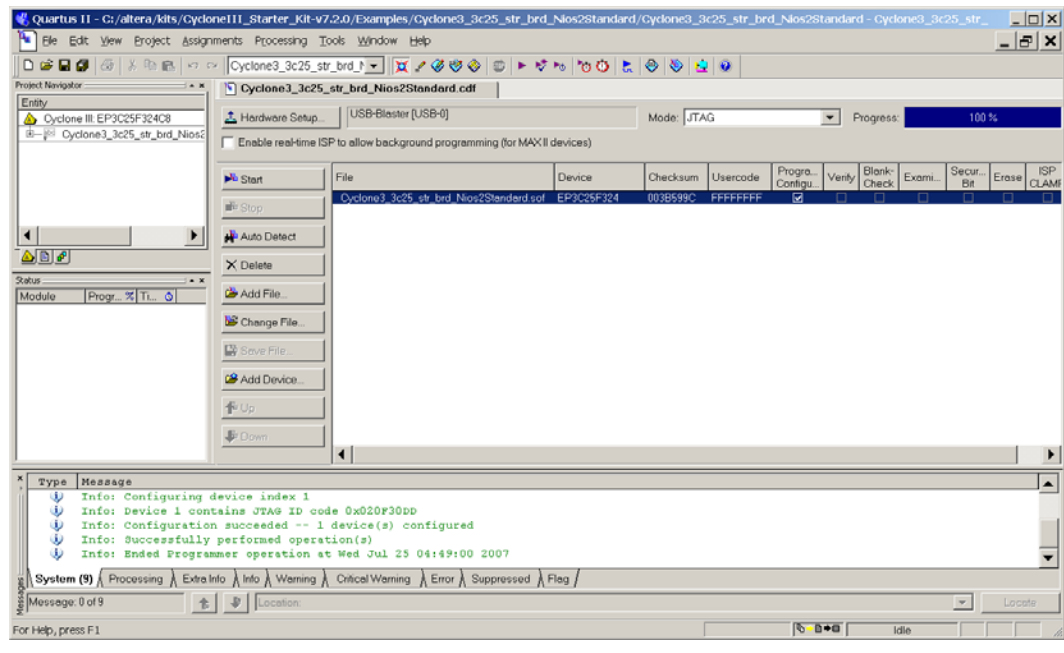 Quartus II - C:/altera/kits/CycloneIII_Starter_Kit-v7.2.0/Examples/Cyclone3_3c25_str_brd_Nios2Standard/Cyclone3_3c25_str_brd_Nios2Standard - Cyclone3_3c25_str_
File Edit View Project Assignments Processing Tools Window Help
Cyclone3_3c25_str_brd_N
Project Navigator
Entity
Cyclone III: EP3C25F324C8
Cyclone3_3c25_str_brd_Nios2
Status
Module Progr... % Ti...
Cyclone3_3c25_str_brd_Nios2Standard.cdf
Hardware Setup... USB-Blaster [USB-0] Mode: JTAG Progress: 100 %
Enable real-time ISP to allow background programming (for MAX II devices)
Start
Stop
Auto Detect
Delete
Add File...
Change File...
Save File...
Add Device...
Up
Down
File Device Checksum Usercode Progra... Configu... Verify Blank-Check Exami... Secur... Bit Erase ISP CLAMP
Cyclone3_3c25_str_brd_Nios2Standard.sof EP3C25F324 003B599C FFFFFFFF
Type Message
Info: Configuring device index 1
Info: Device 1 contains JTAG ID code 0x020F30DD
Info: Configuration succeeded -- 1 device(s) configured
Info: Successfully performed operation(s)
Info: Ended Programmer operation at Wed Jul 25 04:49:00 2007
System (9) Processing Extra Info Info Warning Critical Warning Error Suppressed Flag
Messages
Message: 0 of 9 Location: Locate
For Help, press F1 Idle